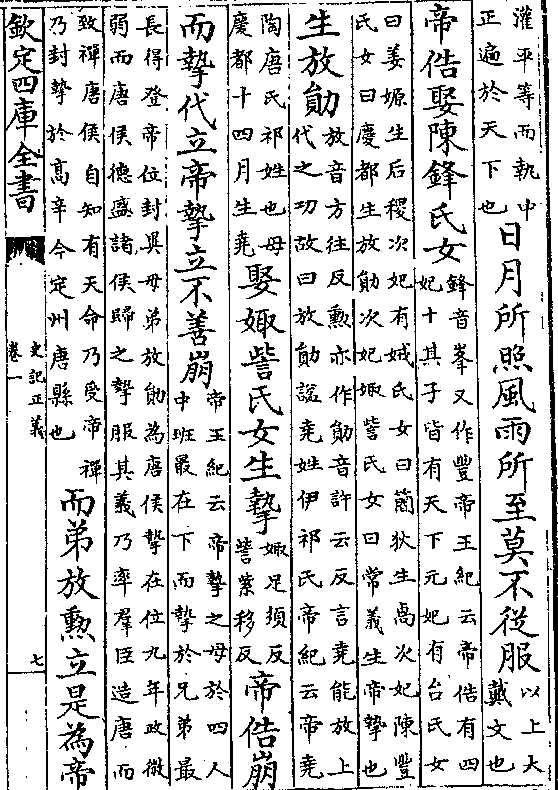 溉平等而執中
正遍於天下也
日月所照風雨所至莫不從服
以上大
戴文也
帝俈娶陳鋒氏女
鋒音峯又作豐帝王紀云帝俈有四
妃十其子皆有天下元妃有台氏女
曰姜嫄生后稷次妃有娀氏女曰簡狄生卨次妃陳豐
氏女曰慶都生放勛次妃娵訾氏女曰常義生帝摯也
生放勛
放音方往反勲亦作勛音許云反言堯能放上
代之功故曰放勛諡堯姓伊祁氏帝紀云帝堯
陶唐氏祁姓也母
慶都十四月生堯
娶娵訾氏女生摯
娵足須反
訾紫移反
帝俈崩
而摯代立帝摯立不善崩
帝王紀云帝摯之母於四人
中班最在下而摯於兄弟最
長得登帝位封異母弟放勛為唐侯摯在位九年政微
弱而唐侯德盛諸侯歸之摯服其義乃率羣臣造唐而
致禪唐侯自知有天命乃受帝禪
乃封摯於髙辛今定州唐縣也
而弟放勲立是為帝
欽定四庫全書
史記正義
卷一
七